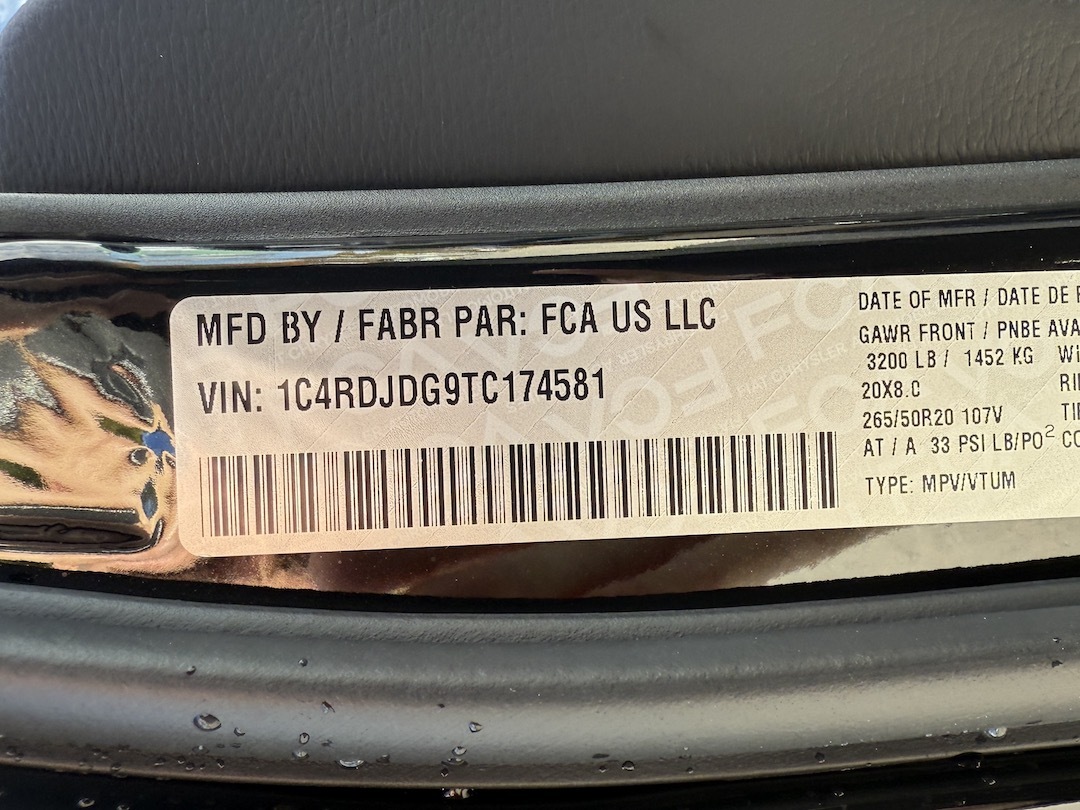 MFD BY / FABR PAR: FCA US LLC
VIN: 1C4RDJDG9TC174581
DATE OF MFR / DATE DE
GAWR FRONT / PNBE AVA
3200 LB / 1452 KG
20X8.0
265/50R20 107V
AT / A 33 PSI LB/PO²
TYPE: MPV/VTUM